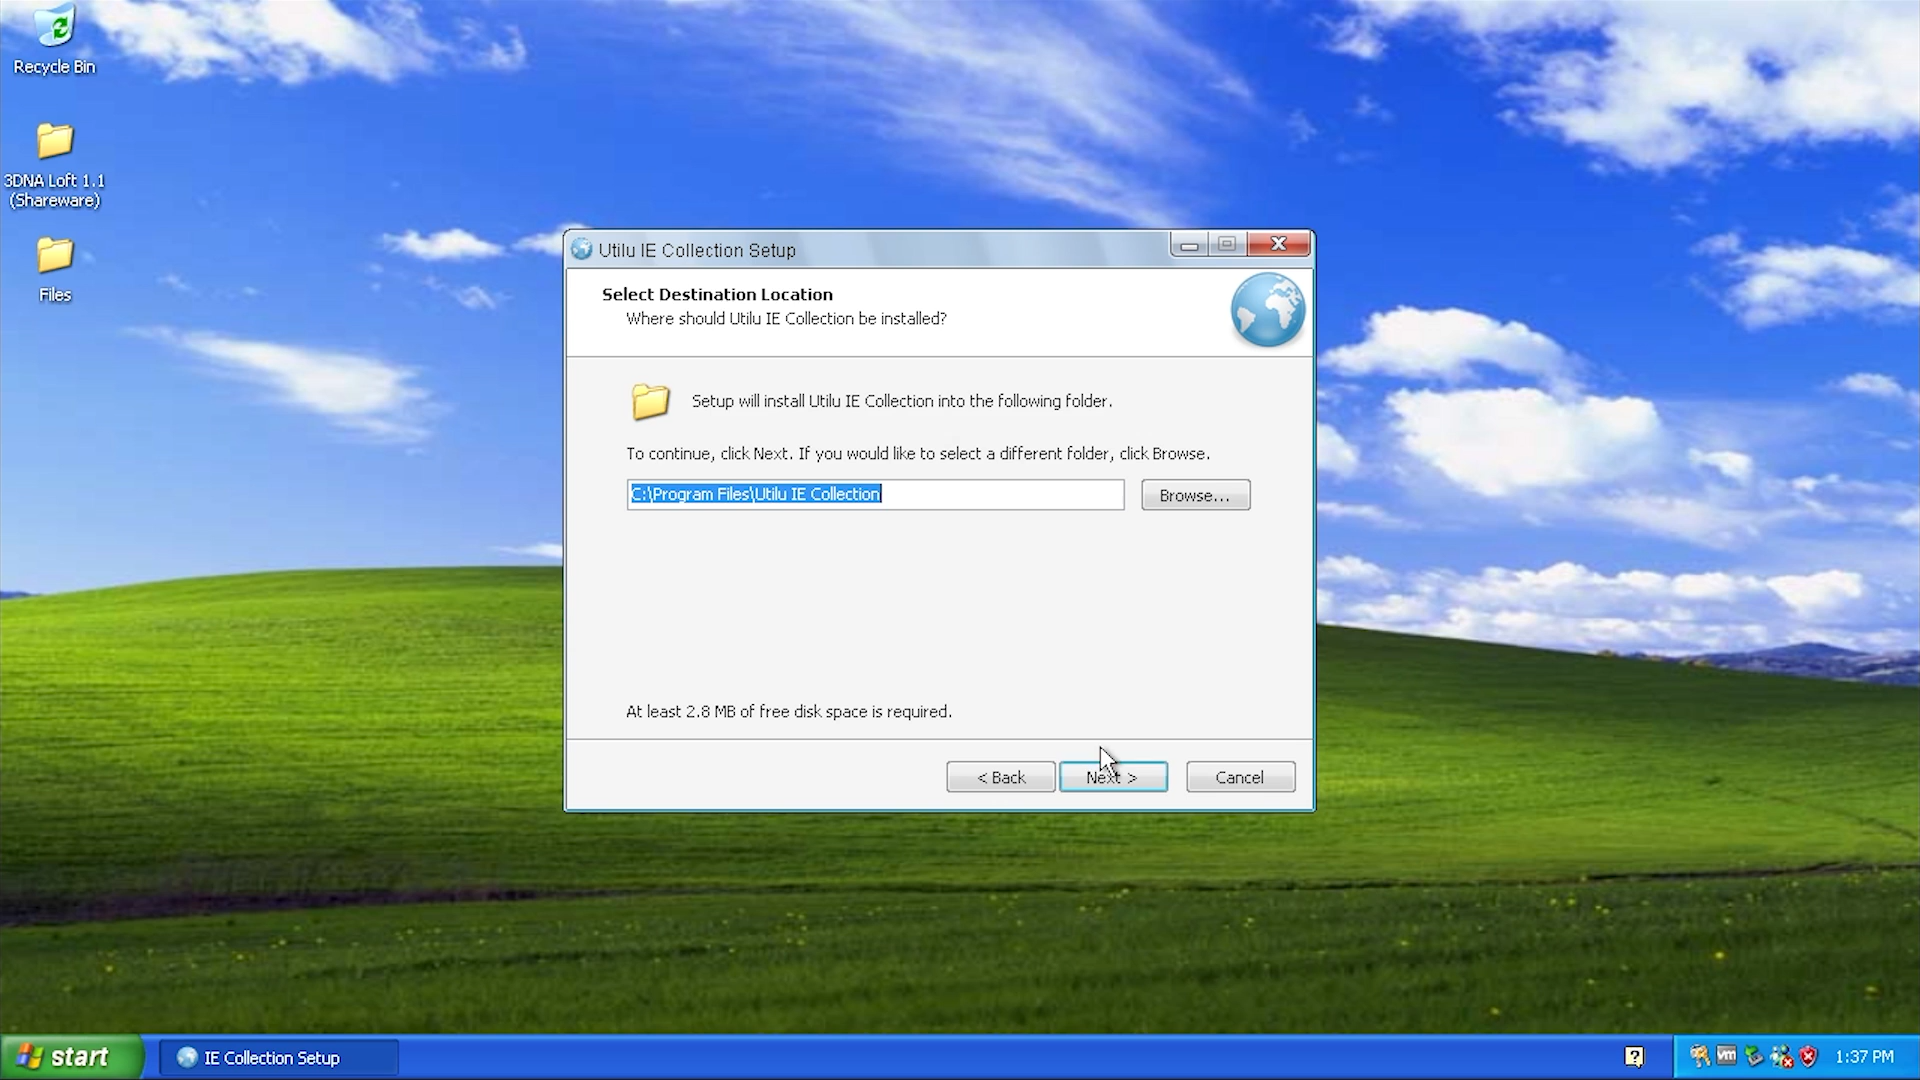 Recycle Bin
3DNA Loft 1.1
(Shareware)
Files
Utilu IE Collection Setup
Select Destination Location
Where should Utilu IE Collection be installed?
Setup will install Utilu IE Collection into the following folder.
To continue, click Next. If you would like to select a different folder, click Browse.
C:\Program Files\Utilu IE Collection
Browse...
At least 2.8 MB of free disk space is required.
< Back
Next >
Cancel
start
IE Collection Setup
vm
1:37 PM